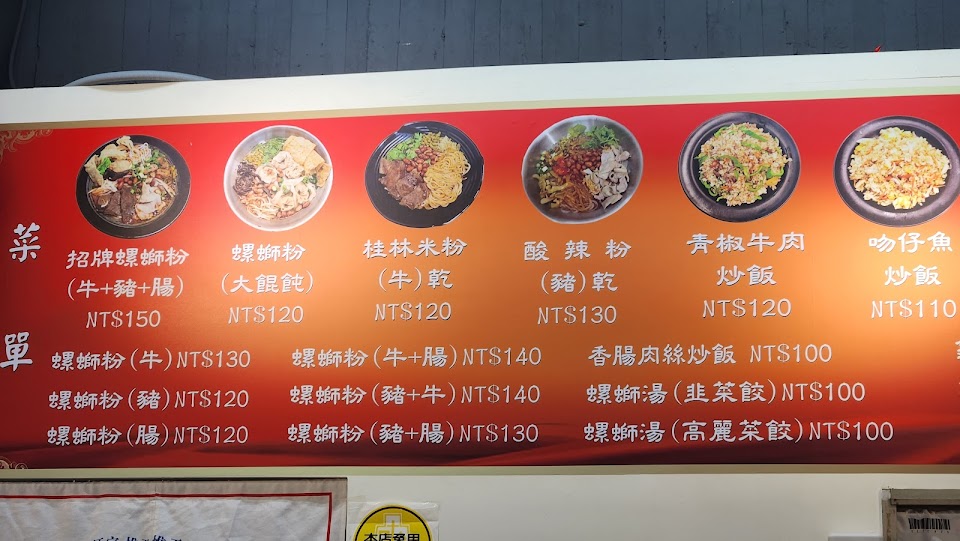 菜單
招牌螺螄粉
(牛+豬+腸)
NT$150
螺螄粉
(大餛飩)
NT$120
桂林米粉
(牛)乾
NT$120
酸辣粉
(豬)乾
NT$130
青椒牛肉
炒飯
NT$120
吻仔魚
炒飯
NT$110
螺螄粉(牛)NT$130
螺螄粉(牛+腸)NT$140
香腸肉絲炒飯 NT$100
螺螄粉(豬)NT$120
螺螄粉(豬+牛)NT$140
螺螄湯(韭菜餃)NT$100
螺螄粉(腸)NT$120
螺螄粉(豬+腸)NT$130
螺螄湯(高麗菜餃)NT$100